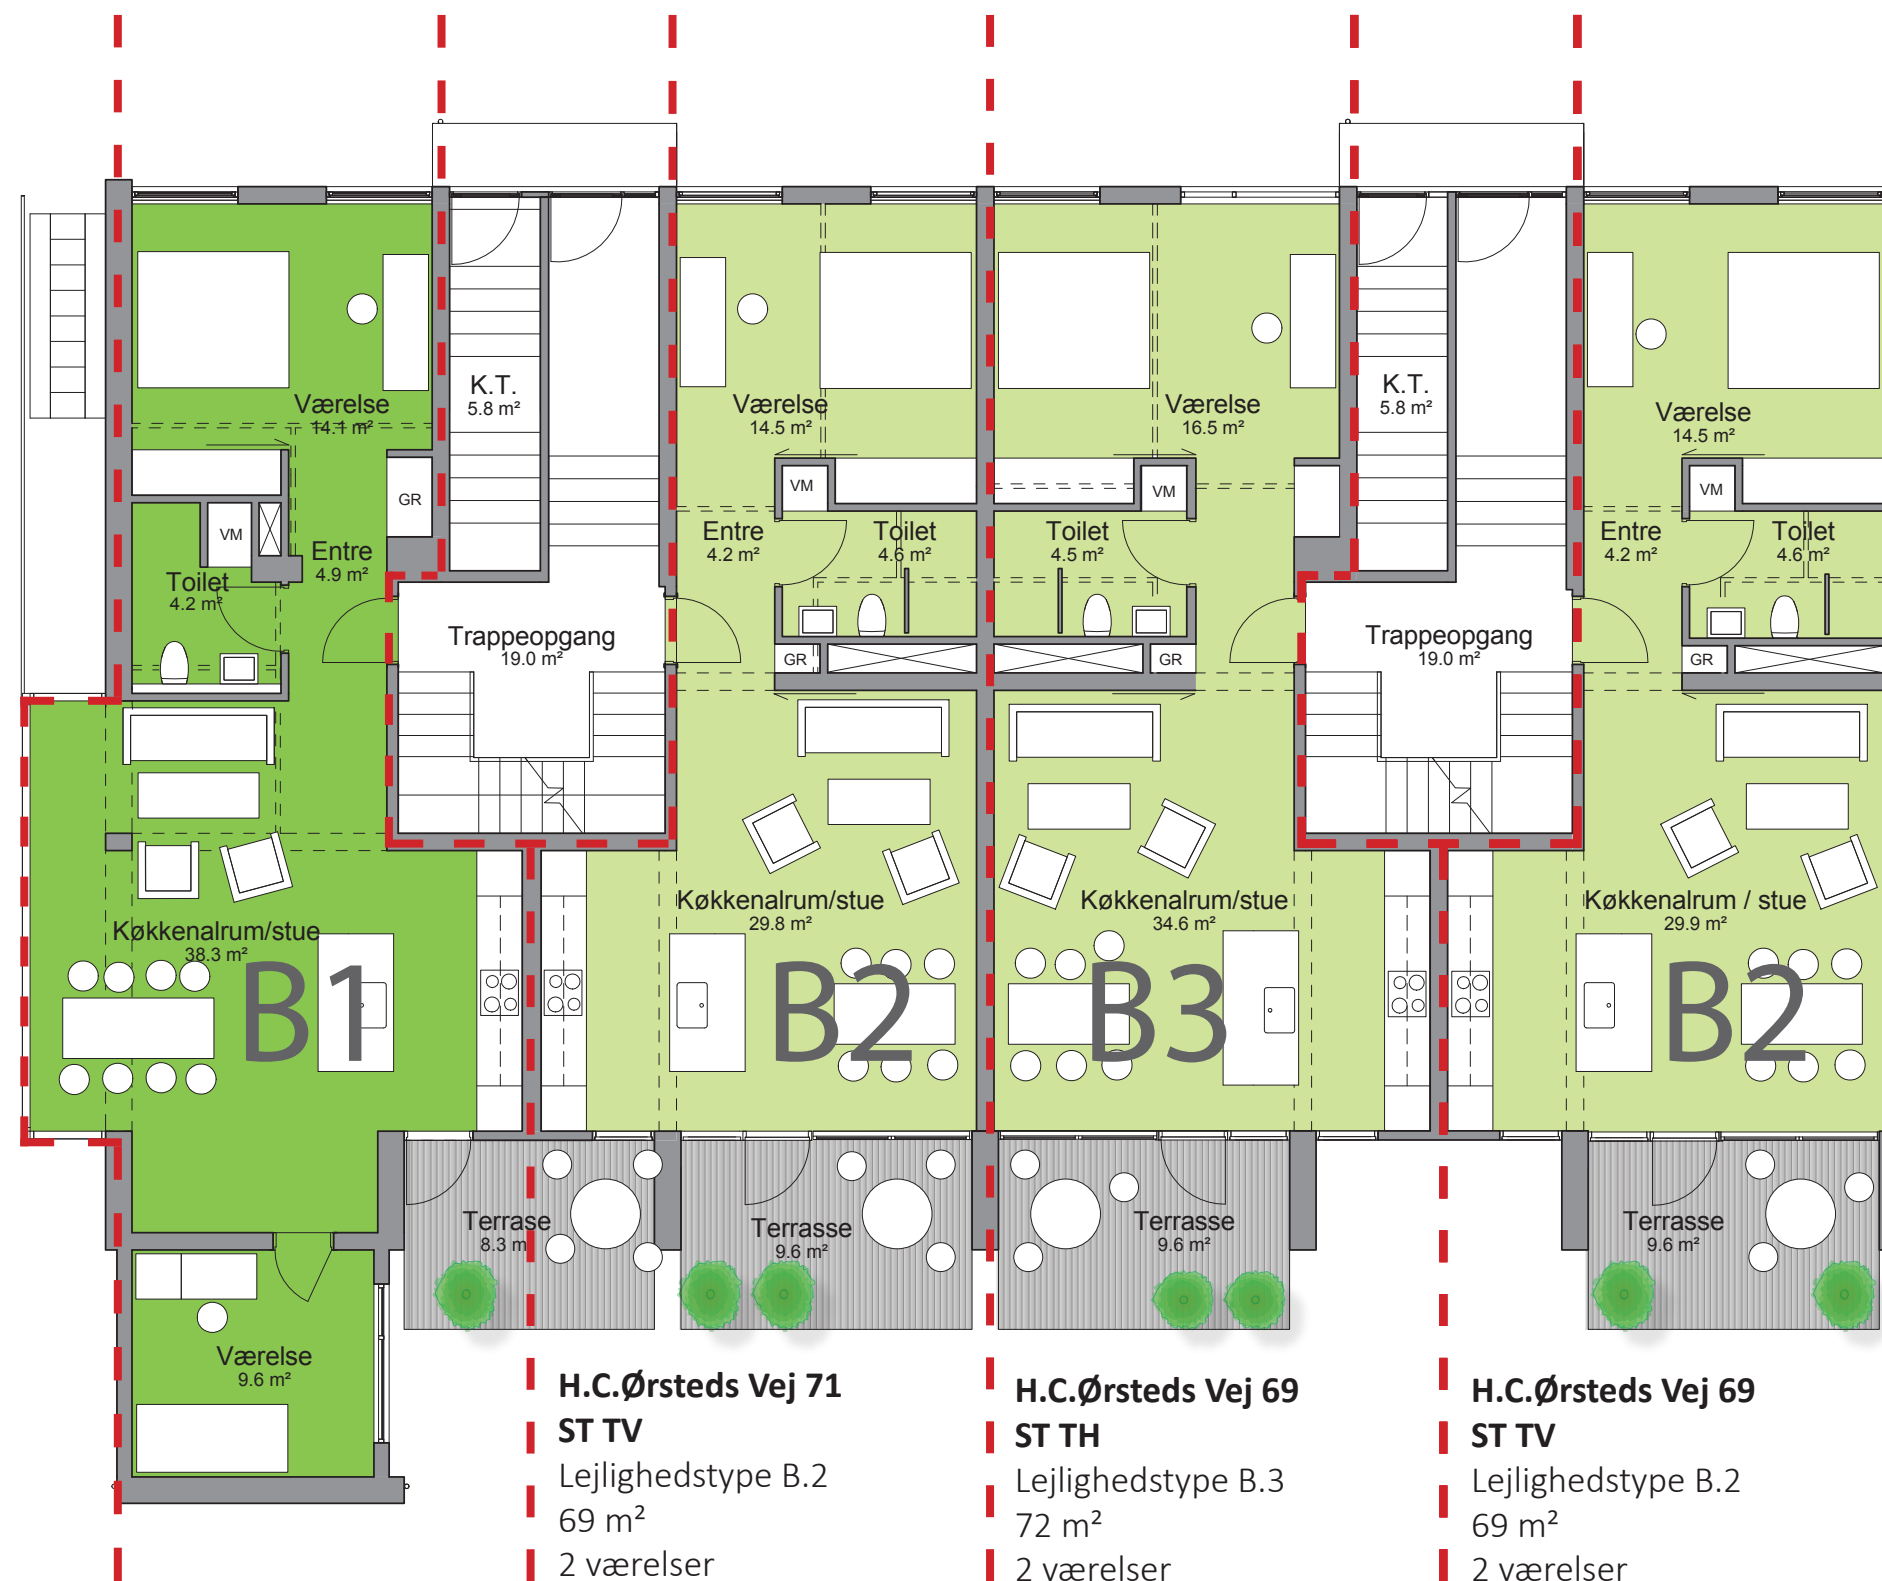 Værelse
14.1 m²
GR
VM
Entre
4.9 m²
Toilet
4.2 m²
Køkkenalrum/stue
38.3 m²
B1
Terrase
8.3 m
Værelse
9.6 m²
K.T.
5.8 m²
Trappeopgang
19.0 m²
Værelse
14.5 m²
VM
Entre
4.2 m²
Toilet
4.6 m²
GR
Køkkenalrum/stue
29.8 m²
B2
Terrasse
9.6 m²
Værelse
16.5 m²
VM
Toilet
4.5 m²
GR
Køkkenalrum/stue
34.6 m²
B3
Terrasse
9.6 m²
K.T.
5.8 m²
Trappeopgang
19.0 m²
Værelse
14.5 m²
VM
Entre
4.2 m²
Toilet
4.6 m²
GR
Køkkenalrum / stue
29.9 m²
B2
Terrasse
9.6 m²
H.C.Ørsteds Vej 71
ST TV
Lejlighedstype B.2
69 m²
2 værelser
H.C.Ørsteds Vej 69
ST TH
Lejlighedstype B.3
72 m²
2 værelser
H.C.Ørsteds Vej 69
ST TV
Lejlighedstype B.2
69 m²
2 værelser